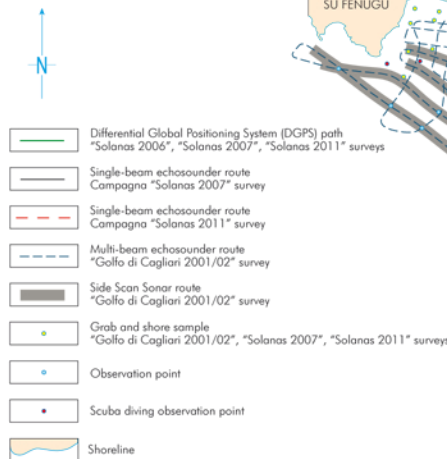 SU FENUGU
N
Differential Global Positioning System (DGPS) path
"Solanas 2006", "Solanas 2007", "Solanas 2011" surveys
Single-beam echosounder route
Campagna "Solanas 2007" survey
Single-beam echosounder route
Campagna "Solanas 2011" survey
Multi-beam echosounder route
"Golfo di Cagliari 2001/02" survey
Side Scan Sonar route
"Golfo di Cagliari 2001/02" survey
Grab and shore sample
"Golfo di Cagliari 2001/02", "Solanas 2007", "Solanas 2011" surveys
Observation point
Scuba diving observation point
Shoreline